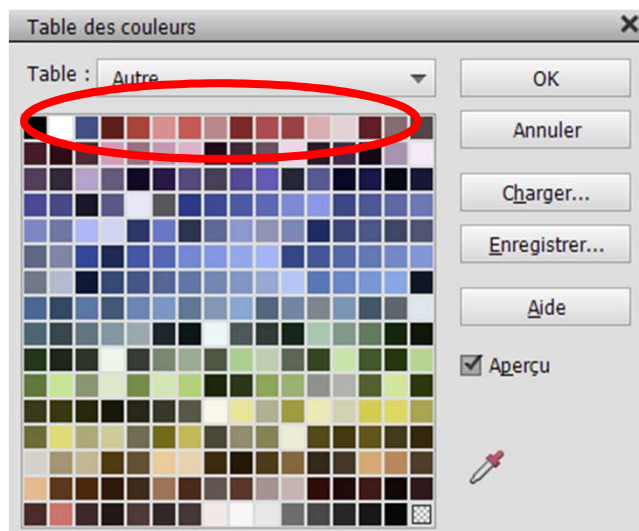 Table des couleurs
Table : Autre
OK
Annuler
Charger...
Enregistrer...
Aide
Aperçu